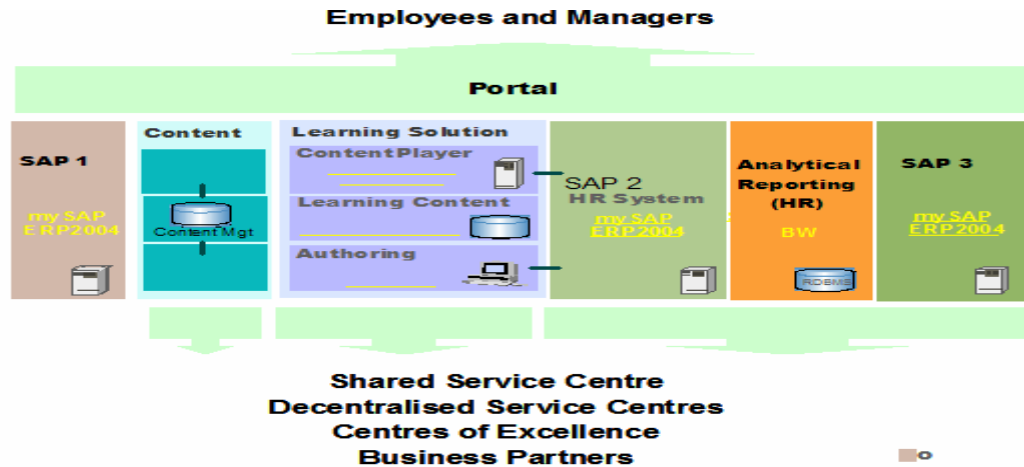 Employees and Managers
Portal
SAP 1
my SAP
ERP2004
Content
Content Mgt
Learning Solution
Content Player
Learning Content
Authoring
SAP 2
HR System
my SAP
ERP2004
Analytical
Reporting
(HR)
BW
RDBMS
SAP 3
my SAP
ERP2004
Shared Service Centre
Decentralised Service Centres
Centres of Excellence
Business Partners